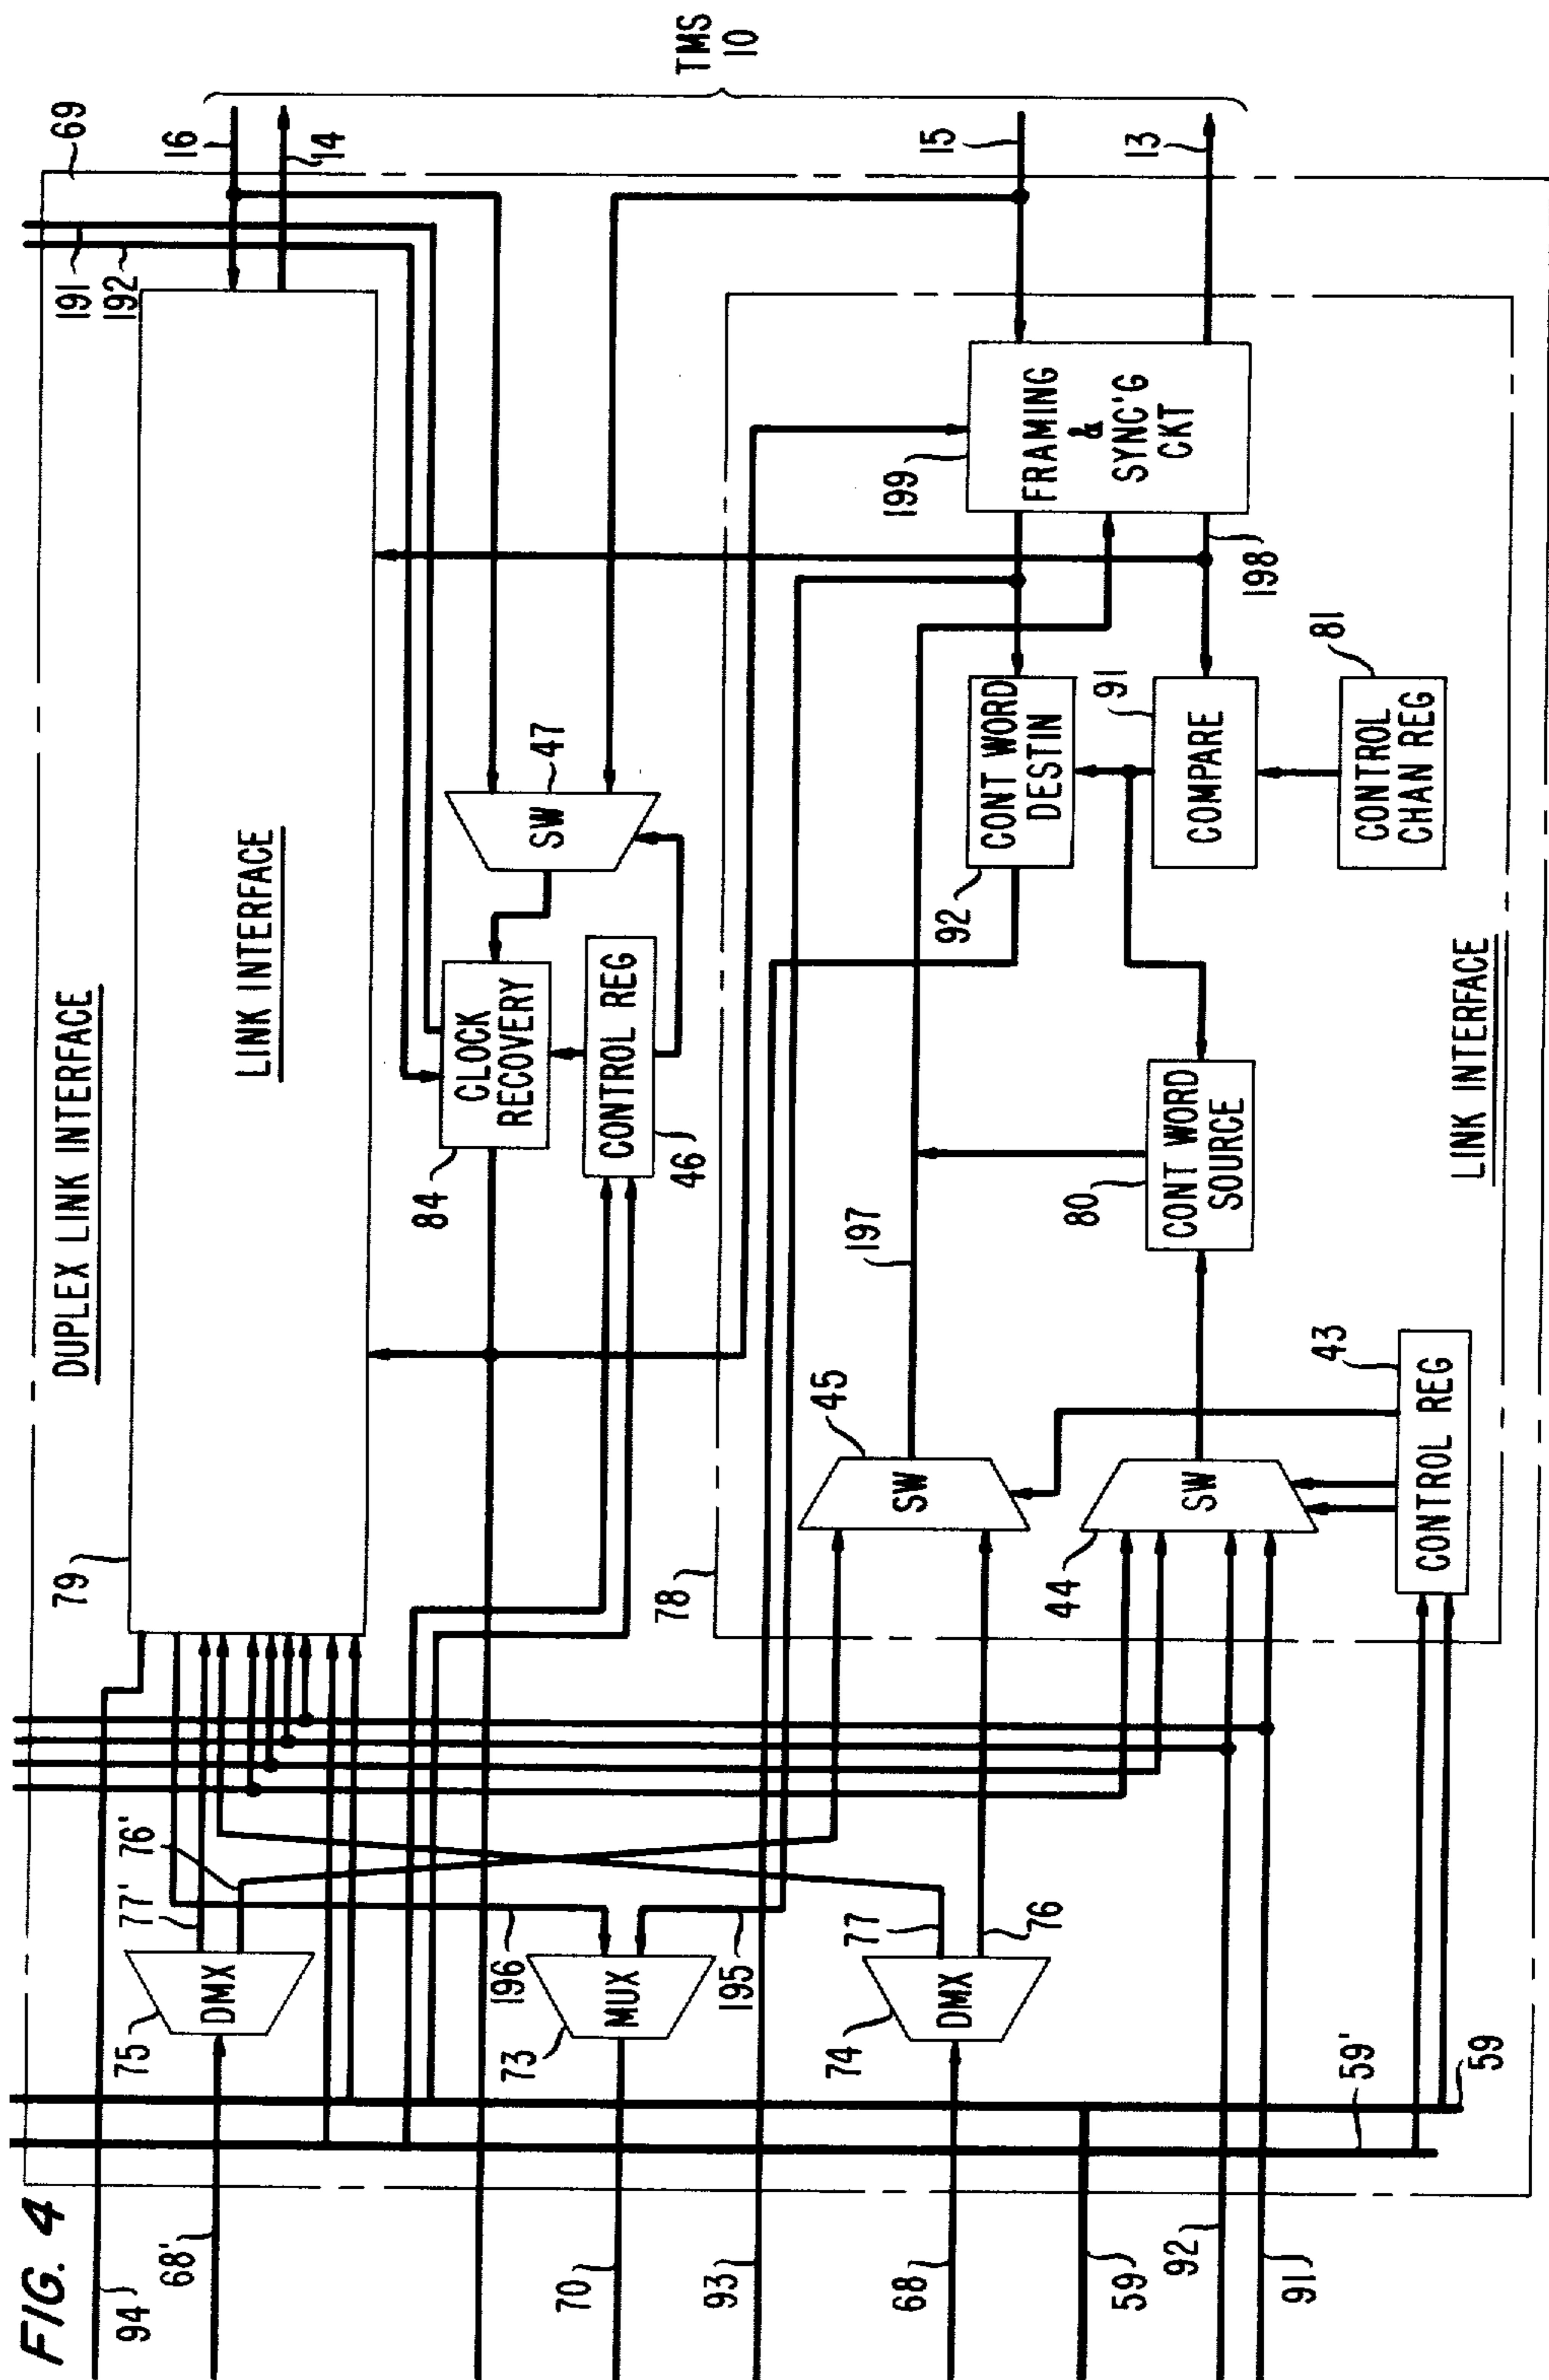 FIG. 4
DUPLEX LINK INTERFACE
69
79
LINK INTERFACE
16
14
191
192
TMS
10
94
68'
75
DMX
77'
76'
196
70
73
MUX
195
93
68
74
DMX
77
76
59
92
91
59'
59
84
CLOCK
RECOVERY
CONTROL REG
46
SW
47
15
13
78
45
SW
44
SW
43
CONTROL REG
197
80
CONT WORD
SOURCE
92
CONT WORD
DESTIN
91
COMPARE
81
CONTROL
CHAN REG
199
FRAMING
&
SYNC'G
CKT
198
LINK INTERFACE